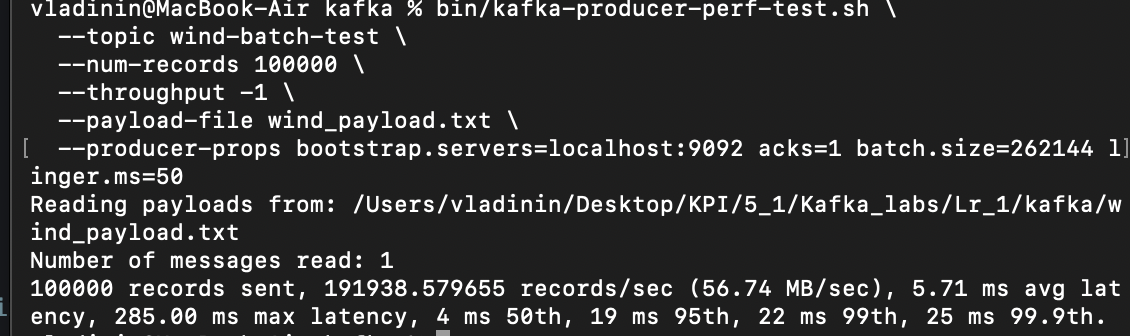 vladinin@MacBook-Air kafka % bin/kafka-producer-perf-test.sh \
  --topic wind-batch-test \
  --num-records 100000 \
  --throughput -1 \
  --payload-file wind_payload.txt \
[  --producer-props bootstrap.servers=localhost:9092 acks=1 batch.size=262144 l]
inger.ms=50
Reading payloads from: /Users/vladinin/Desktop/KPI/5_1/Kafka_labs/Lr_1/kafka/w
ind_payload.txt
Number of messages read: 1
100000 records sent, 191938.579655 records/sec (56.74 MB/sec), 5.71 ms avg lat
ency, 285.00 ms max latency, 4 ms 50th, 19 ms 95th, 22 ms 99th, 25 ms 99.9th.